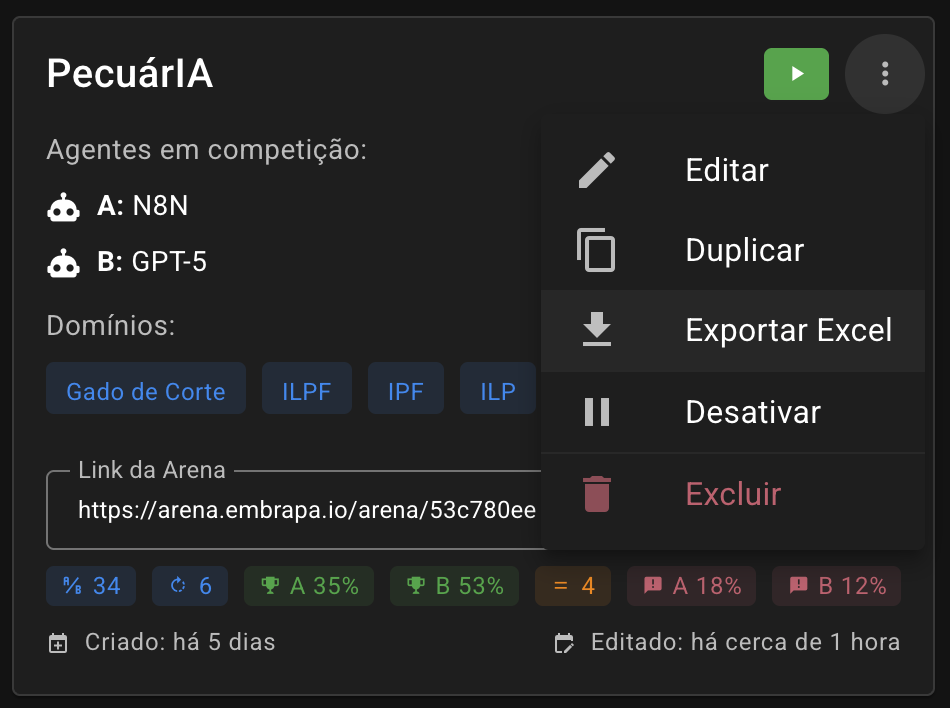 PecuárIA
Agentes em competição:
A: N8N
B: GPT-5
Domínios:
Gado de Corte
ILPF
IPF
ILP
Editar
Duplicar
Exportar Excel
Desativar
Excluir
Link da Arena
https://arena.embrapa.io/arena/53c780ee
A/B 34
6
A 35%
B 53%
= 4
A 18%
B 12%
Criado: há 5 dias
Editado: há cerca de 1 hora